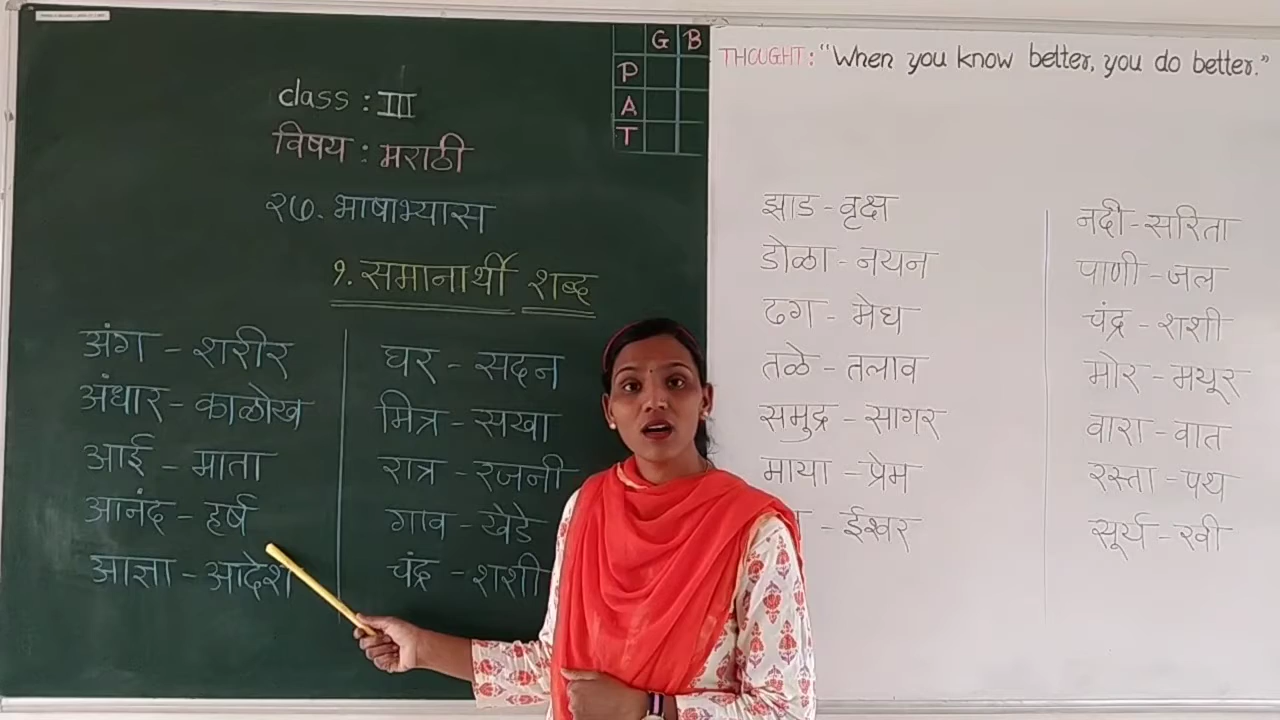 G B
P
A
T
class : III
विषय : मराठी
२७. भाषाभ्यास
१. समानार्थी शब्द
अंग - शरीर
अंधार - काळोख
आई - माता
आनंद - हर्ष
आज्ञा - आदेश
घर - सदन
मित्र - सखा
रात्र - रजनी
गाव - खेडे
चंद्र - शशी
THOUGHT : "When you know better, you do better."
झाड - वृक्ष
डोळा - नयन
ढग - मेघ
तळे - तलाव
समुद्र - सागर
माया - प्रेम
- ईश्वर
नदी - सरिता
पाणी - जल
चंद्र - शशी
मोर - मयूर
वारा - वात
रस्ता - पथ
सूर्य - रवी